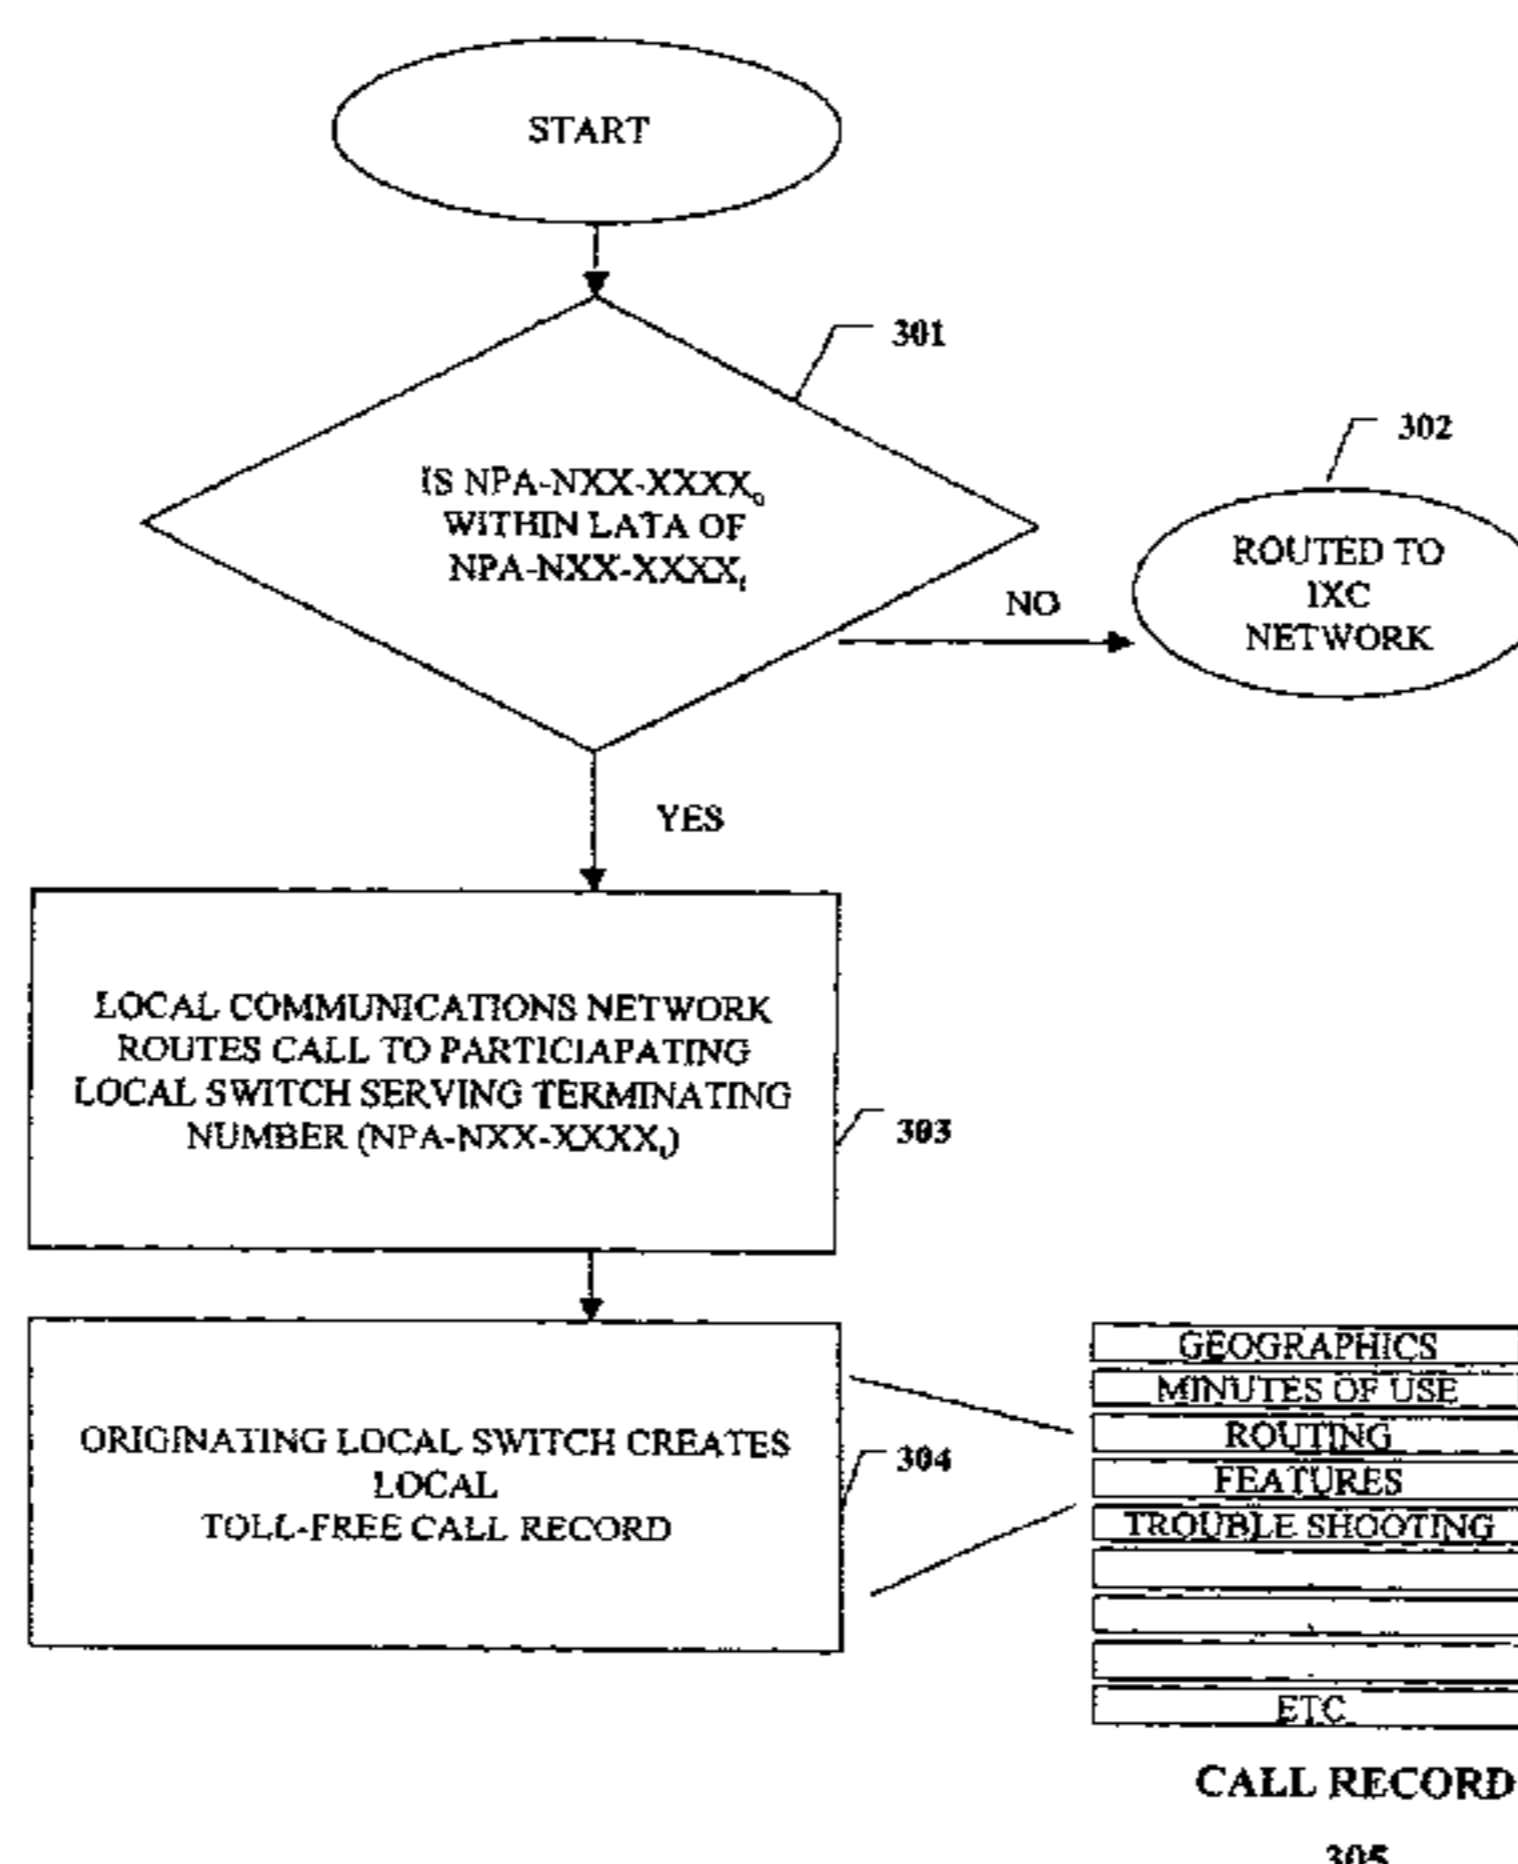 START
301
IS NPA-NXX-XXXXₒ
WITHIN LATA OF
NPA-NXX-XXXXₜ
302
ROUTED TO
IXC
NETWORK
NO
YES
LOCAL COMMUNICATIONS NETWORK
ROUTES CALL TO PARTICIAPATING
LOCAL SWITCH SERVING TERMINATING
NUMBER (NPA-NXX-XXXXₜ)
303
ORIGINATING LOCAL SWITCH CREATES
LOCAL
TOLL-FREE CALL RECORD
304
GEOGRAPHICS
MINUTES OF USE
ROUTING
FEATURES
TROUBLE SHOOTING
ETC
CALL RECORD
305